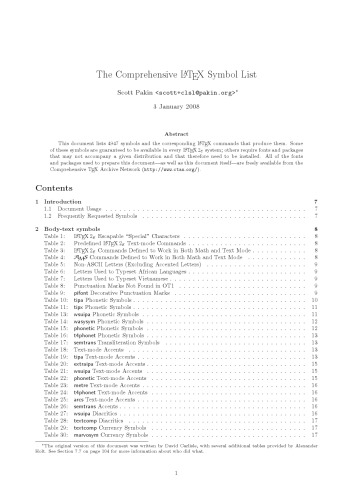 The Comprehensive LATEX Symbol List
Scott Pakin <scott+clsl@pakin.org>*
3 January 2008
Abstract
This document lists 4947 symbols and the corresponding LATEX commands that produce them. Some
of these symbols are guaranteed to be available in every LATEX 2ε system; others require fonts and packages
that may not accompany a given distribution and that therefore need to be installed. All of the fonts
and packages used to prepare this document—as well as this document itself—are freely available from the
Comprehensive TEX Archive Network (http://www.ctan.org/).
Contents
1 Introduction 7
1.1 Document Usage . . . 7
1.2 Frequently Requested Symbols . . . 7
2 Body-text symbols 8
Table 1: LATEX 2ε Escapable “Special” Characters . . . 8
Table 2: Predefined LATEX 2ε Text-mode Commands . . . 8
Table 3: LATEX 2ε Commands Defined to Work in Both Math and Text Mode . . . 8
Table 4: AMS Commands Defined to Work in Both Math and Text Mode . . . 8
Table 5: Non-ASCII Letters (Excluding Accented Letters) . . . 9
Table 6: Letters Used to Typeset African Languages . . . 9
Table 7: Letters Used to Typeset Vietnamese . . . 9
Table 8: Punctuation Marks Not Found in OT1 . . . 9
Table 9: pifont Decorative Punctuation Marks . . . 9
Table 10: tipa Phonetic Symbols . . . 10
Table 11: tipx Phonetic Symbols . . . 11
Table 13: wsuipa Phonetic Symbols . . . 11
Table 14: wasysym Phonetic Symbols . . . 12
Table 15: phonetic Phonetic Symbols . . . 12
Table 16: t4phonet Phonetic Symbols . . . 13
Table 17: semtrans Transliteration Symbols . . . 13
Table 18: Text-mode Accents . . . 13
Table 19: tipa Text-mode Accents . . . 13
Table 20: extraipa Text-mode Accents . . . 15
Table 21: wsuipa Text-mode Accents . . . 15
Table 22: phonetic Text-mode Accents . . . 15
Table 23: metre Text-mode Accents . . . 16
Table 24: t4phonet Text-mode Accents . . . 16
Table 25: arcs Text-mode Accents . . . 16
Table 26: semtrans Accents . . . 16
Table 27: wsuipa Diacritics . . . 16
Table 28: textcomp Diacritics . . . 17
Table 29: textcomp Currency Symbols . . . 17
Table 30: marvosym Currency Symbols . . . 17
*The original version of this document was written by David Carlisle, with several additional tables provided by Alexander
Holt. See Section 7.7 on page 104 for more information about who did what.
1